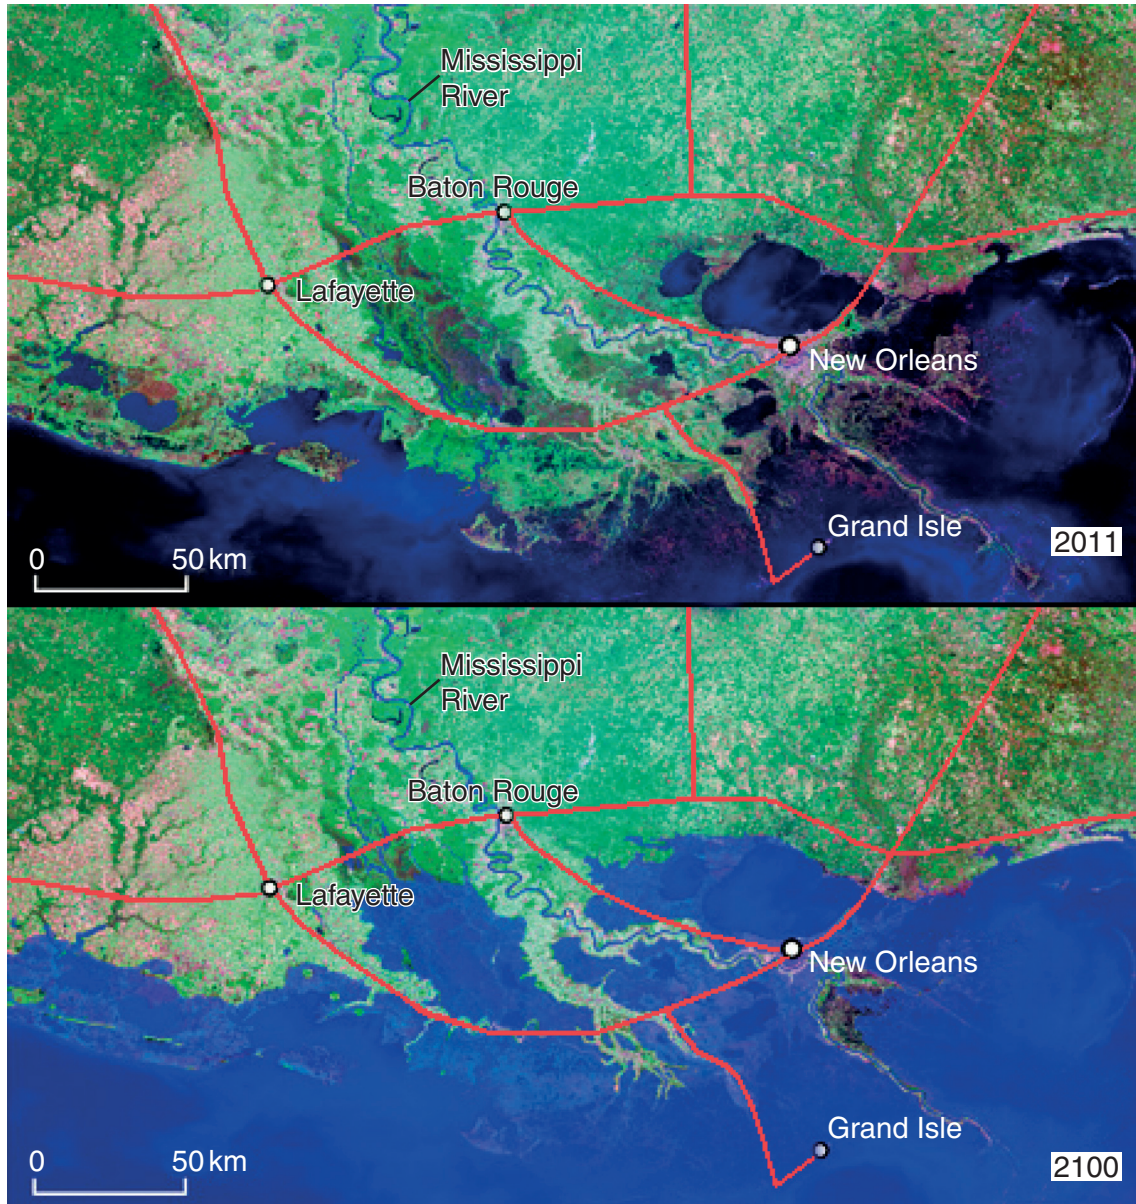 Mississippi
River
Baton Rouge
Lafayette
New Orleans
Grand Isle
2011
0 50 km
Mississippi
River
Baton Rouge
Lafayette
New Orleans
Grand Isle
2100
0 50 km